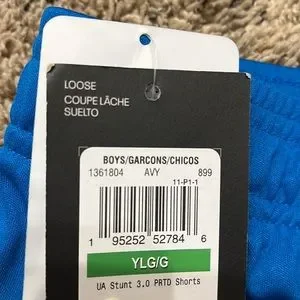 LOOSE
COUPE LÂCHE
SUELTO
BOYS/GARCONS/CHICOS
1361804 AVY 899
11-P1-1
1 95252 52784 6
YLG/G
UA Stunt 3.0 PRTD Shorts